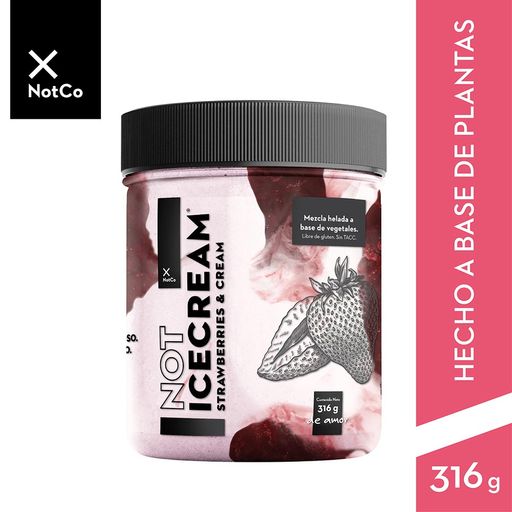 NotCo
HECHO A BASE DE PLANTAS
316 g
Mezcla helada a
base de vegetales.
Libre de gluten. Sin TACC.
NotCo
NOT
ICECREAM®
STRAWBERRIES & CREAM
Contenido Neto
316 g
de amor